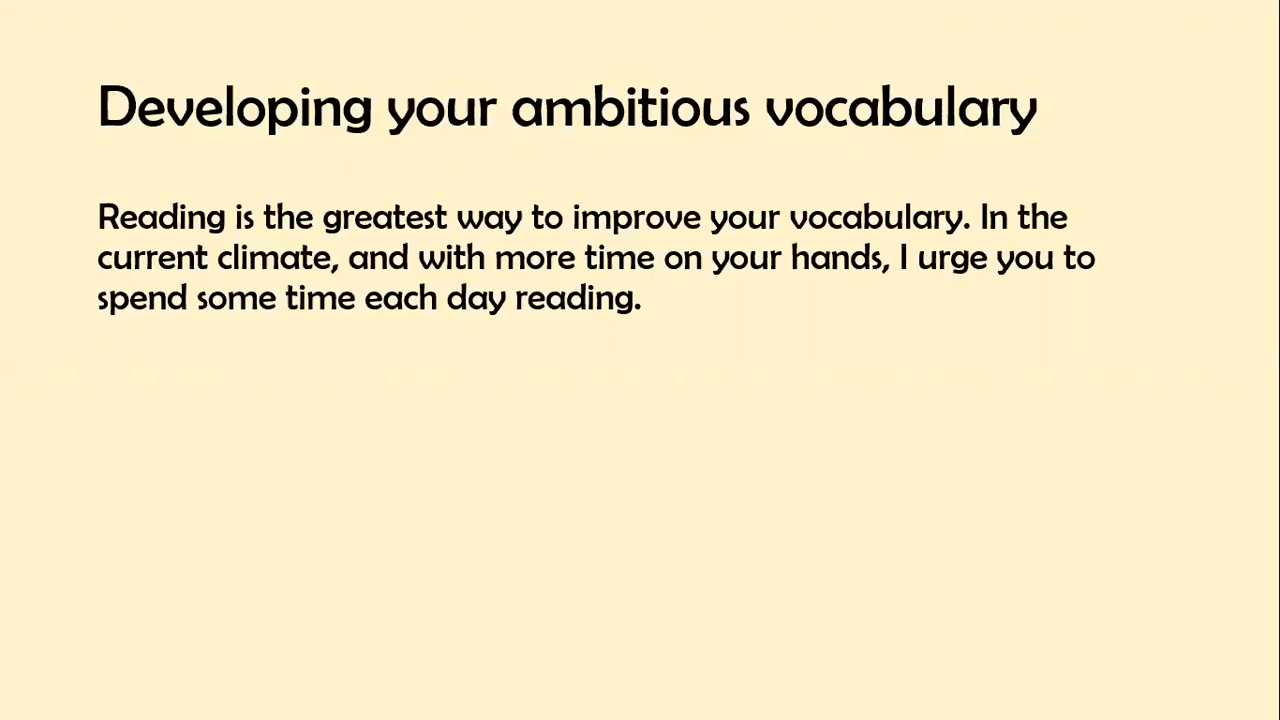 Developing your ambitious vocabulary
Reading is the greatest way to improve your vocabulary. In the
current climate, and with more time on your hands, I urge you to
spend some time each day reading.